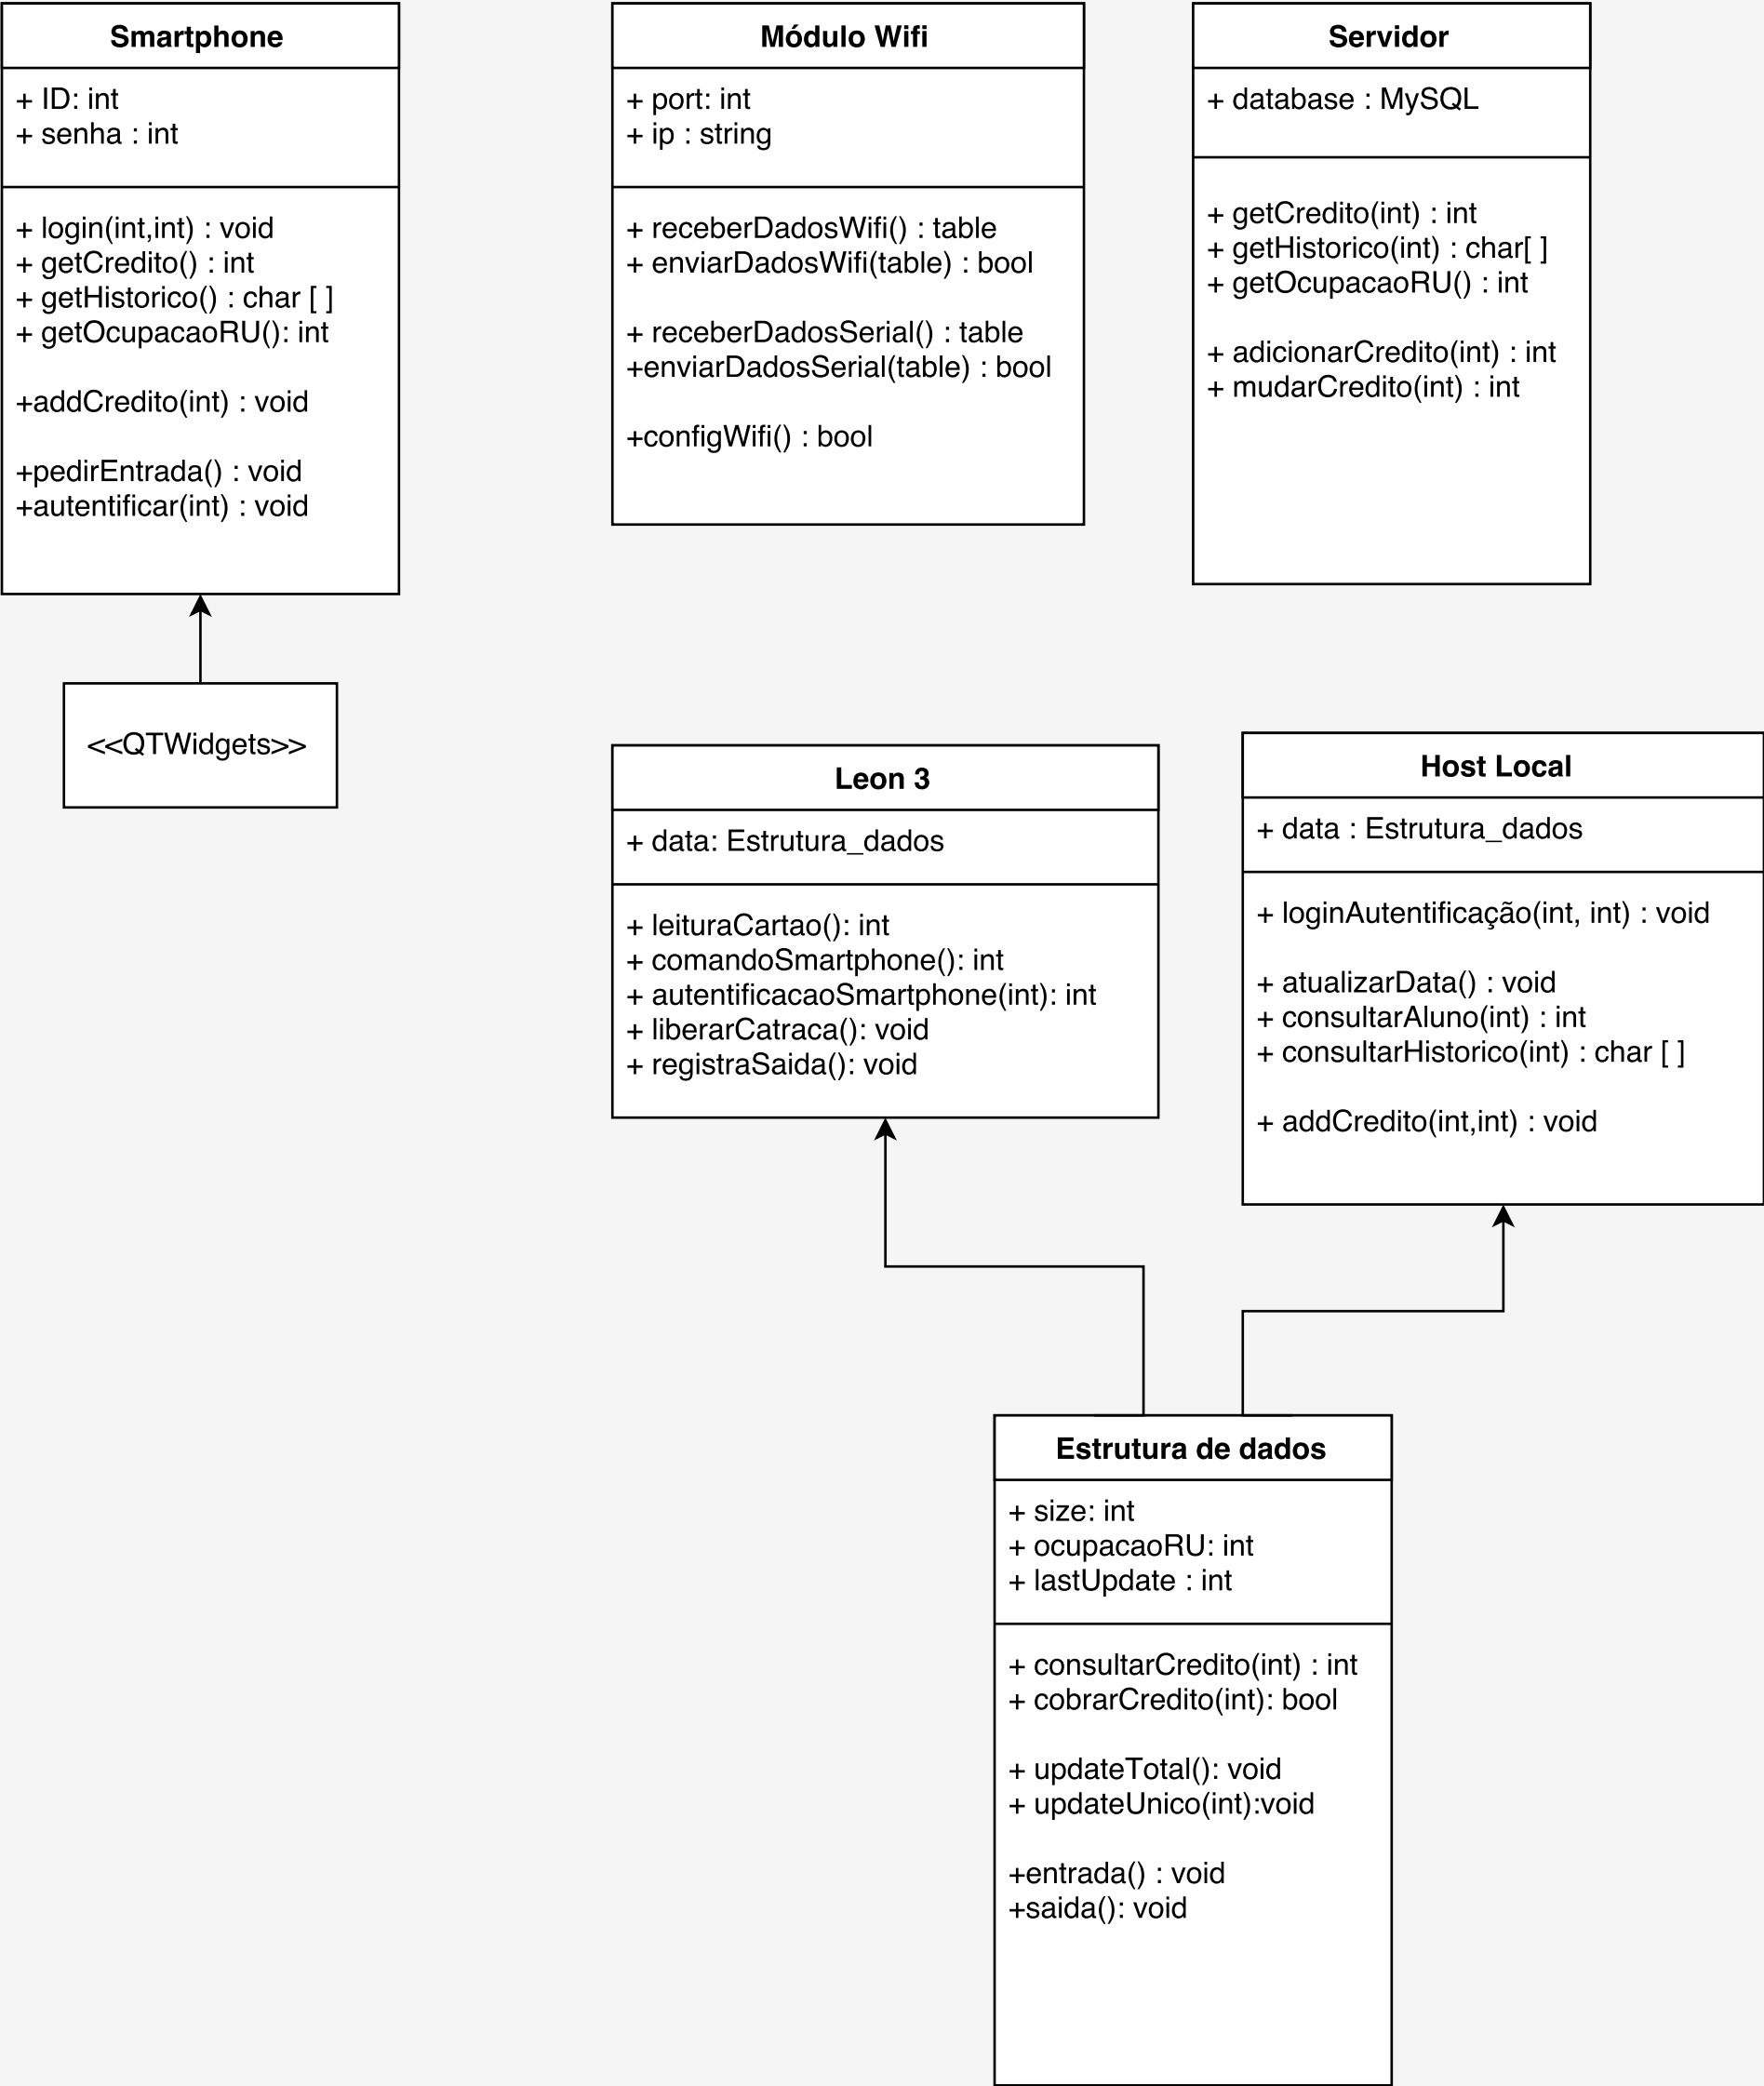 Smartphone
+ ID: int
+ senha : int
+ login(int,int) : void
+ getCredito() : int
+ getHistorico() : char [ ]
+ getOcupacaoRU(): int
+addCredito(int) : void
+pedirEntrada() : void
+autentificar(int) : void
<<QTWidgets>>
Módulo Wifi
+ port: int
+ ip : string
+ receberDadosWifi() : table
+ enviarDadosWifi(table) : bool
+ receberDadosSerial() : table
+enviarDadosSerial(table) : bool
+configWifi() : bool
Servidor
+ database : MySQL
+ getCredito(int) : int
+ getHistorico(int) : char[ ]
+ getOcupacaoRU() : int
+ adicionarCredito(int) : int
+ mudarCredito(int) : int
Leon 3
+ data: Estrutura_dados
+ leituraCartao(): int
+ comandoSmartphone(): int
+ autentificacaoSmartphone(int): int
+ liberarCatraca(): void
+ registraSaida(): void
Host Local
+ data : Estrutura_dados
+ loginAutentificação(int, int) : void
+ atualizarData() : void
+ consultarAluno(int) : int
+ consultarHistorico(int) : char [ ]
+ addCredito(int,int) : void
Estrutura de dados
+ size: int
+ ocupacaoRU: int
+ lastUpdate : int
+ consultarCredito(int) : int
+ cobrarCredito(int): bool
+ updateTotal(): void
+ updateUnico(int):void
+entrada() : void
+saida(): void